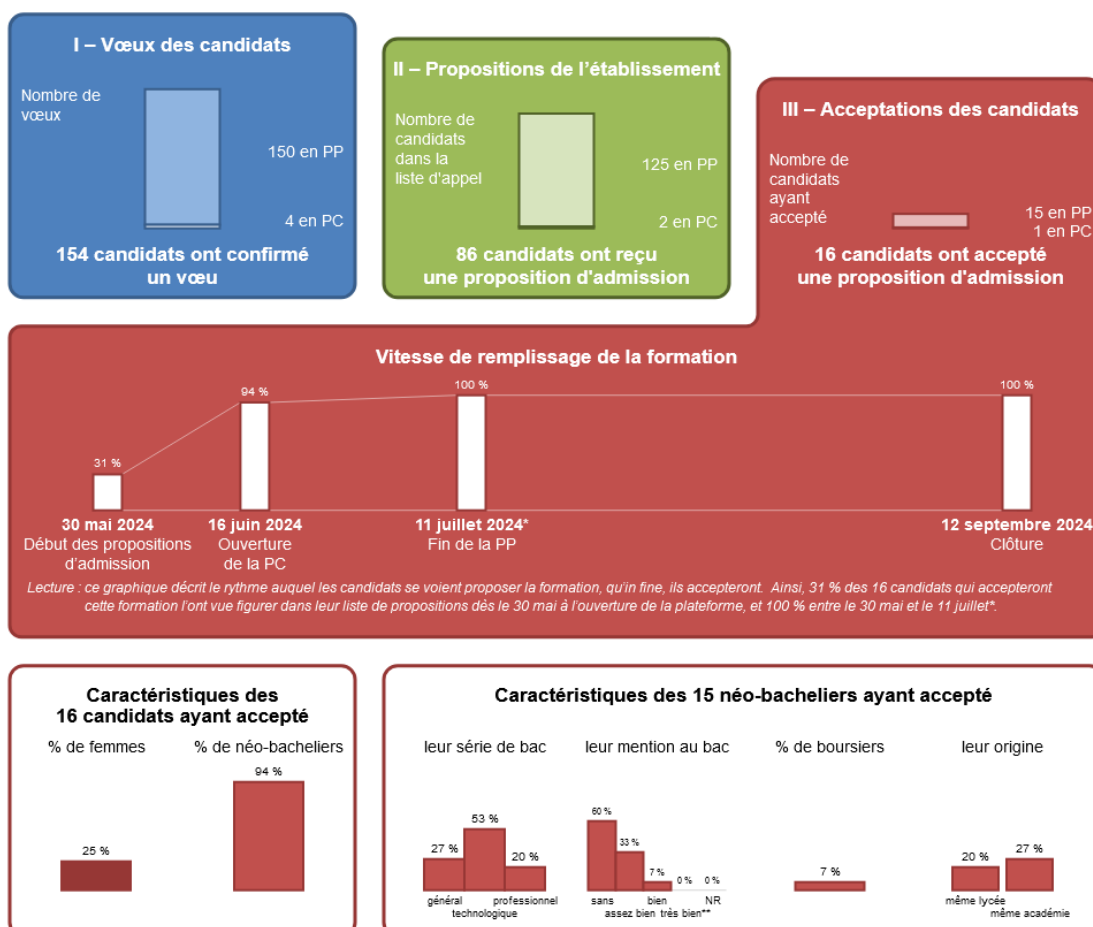 I – Vœux des candidats
Nombre de
vœux
150 en PP
4 en PC
154 candidats ont confirmé
un vœu
II – Propositions de l'établissement
Nombre de
candidats
dans la
liste d'appel
125 en PP
2 en PC
86 candidats ont reçu
une proposition d'admission
III – Acceptations des candidats
Nombre de
candidats
ayant
accepté
15 en PP
1 en PC
16 candidats ont accepté
une proposition d'admission
Vitesse de remplissage de la formation
31 %
94 %
100 %
100 %
30 mai 2024
Début des propositions
d'admission
16 juin 2024
Ouverture
de la PC
11 juillet 2024*
Fin de la PP
12 septembre 2024
Clôture
Lecture : ce graphique décrit le rythme auquel les candidats se voient proposer la formation, qu'in fine, ils accepteront. Ainsi, 31 % des 16 candidats qui accepteront
cette formation l'ont vue figurer dans leur liste de propositions dès le 30 mai à l'ouverture de la plateforme, et 100 % entre le 30 mai et le 11 juillet*.
Caractéristiques des
16 candidats ayant accepté
% de femmes
% de néo-bacheliers
25 %
94 %
Caractéristiques des 15 néo-bacheliers ayant accepté
leur série de bac
27 %
53 %
20 %
général
professionnel
technologique
leur mention au bac
60 %
33 %
7 %
0 %
0 %
sans
bien
NR
assez bien
très bien**
% de boursiers
7 %
leur origine
20 %
27 %
même lycée
même académie